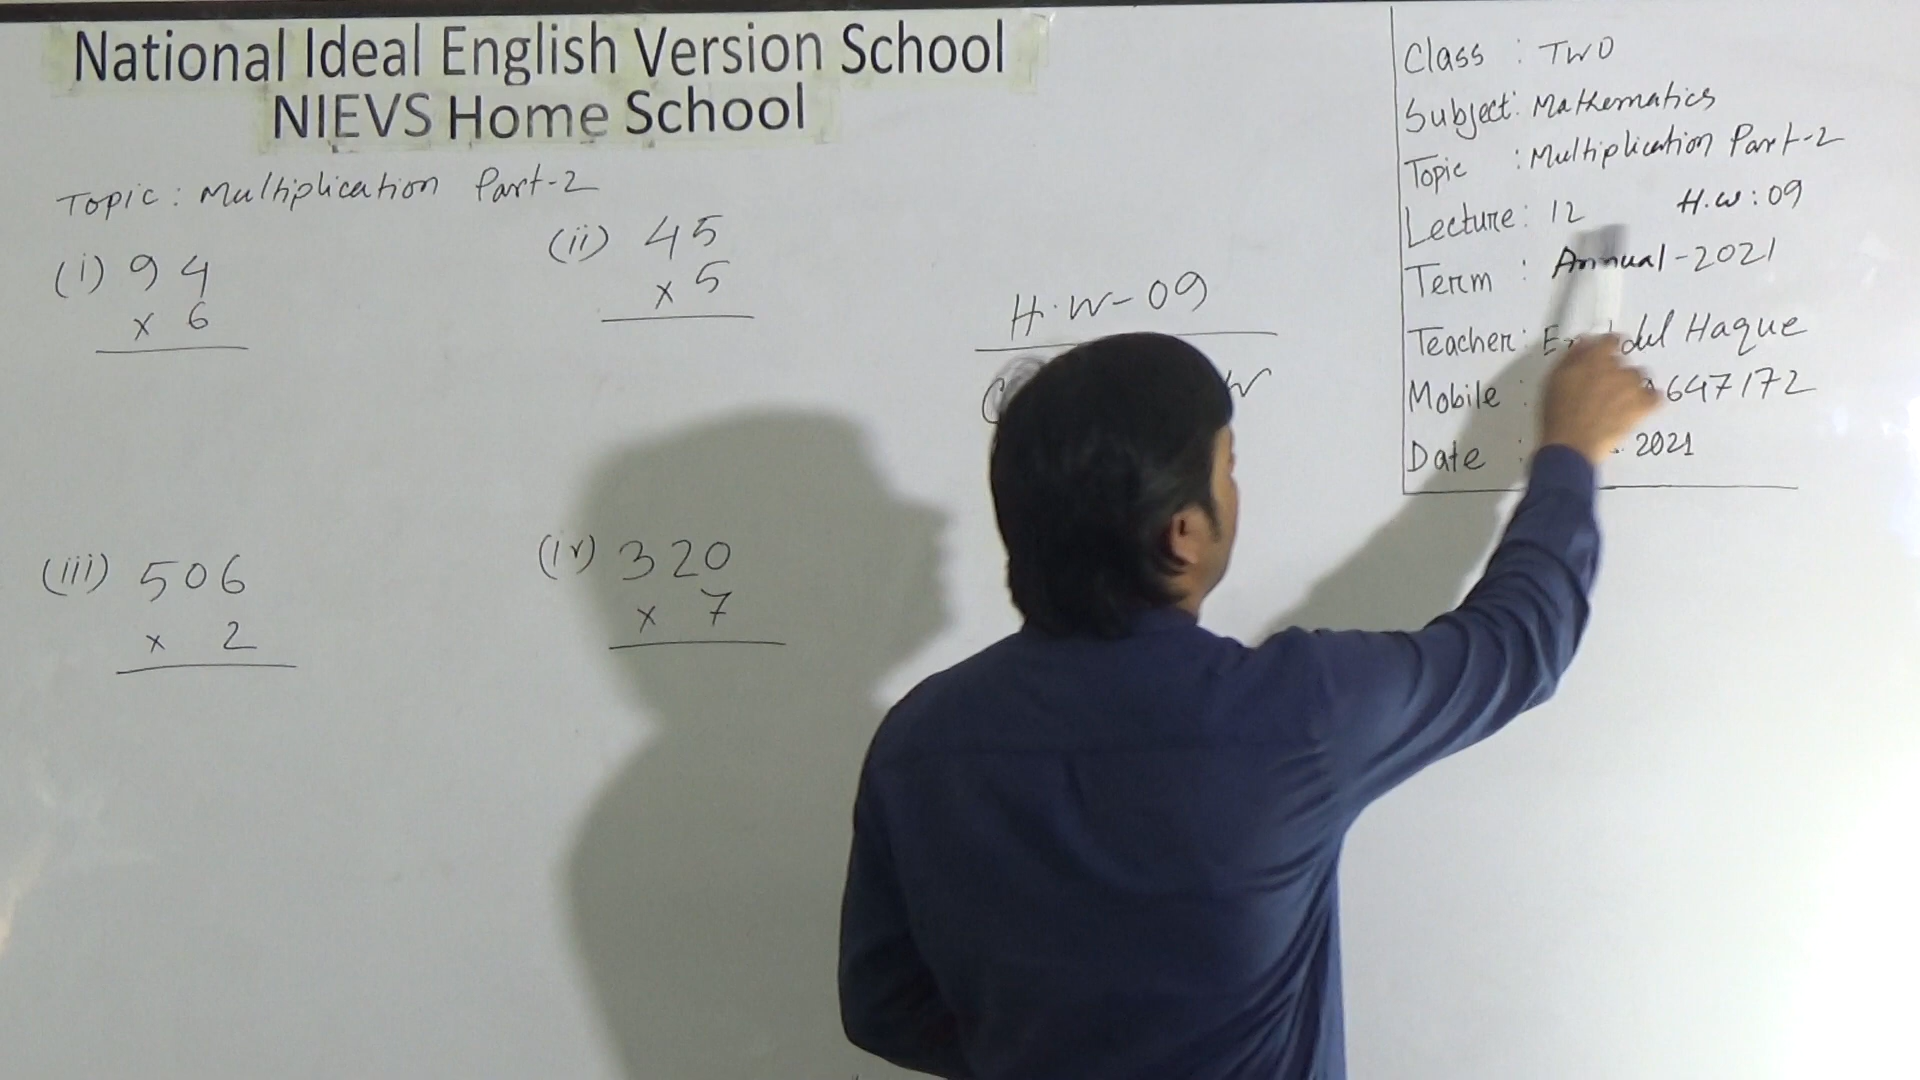 National Ideal English Version School
NIEVS Home School
Topic : Multiplication Part-2
(i) 94
x 6
(ii) 45
x 5
(iii) 506
x 2
(iv) 320
x 7
H.W-09
Class : Two
Subject: Mathematics
Topic : Multiplication Part-2
Lecture: 12 H.W: 09
Term : Annual-2021
Teacher: Haque
Mobile : 647172
Date : 2021